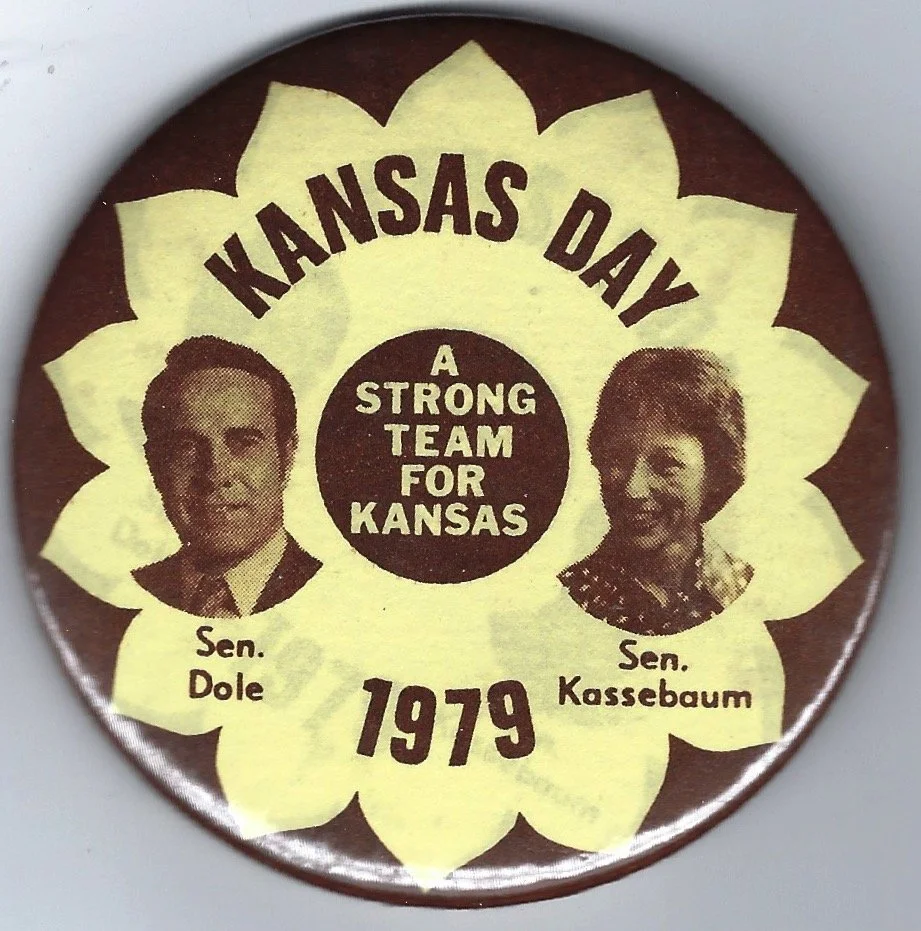 KANSAS DAY
A
STRONG
TEAM
FOR
KANSAS
Sen.
Dole
Sen.
Kassebaum
1979